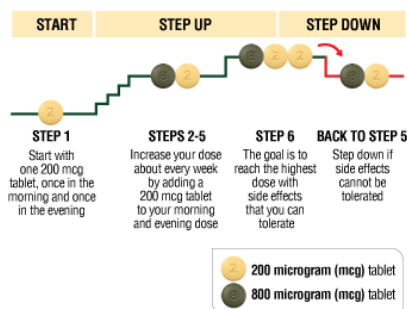 START
STEP UP
STEP DOWN
2
8 2
8 2 2
8 2
STEP 1
Start with
one 200 mcg
tablet, once in the
morning and once
in the evening
STEPS 2-5
Increase your dose
about every week
by adding a
200 mcg tablet
to your morning
and evening dose
STEP 6
The goal is to
reach the highest
dose with
side effects
that you can
tolerate
BACK TO STEP 5
Step down if
side effects
cannot be
tolerated
2 200 microgram (mcg) tablet
8 800 microgram (mcg) tablet